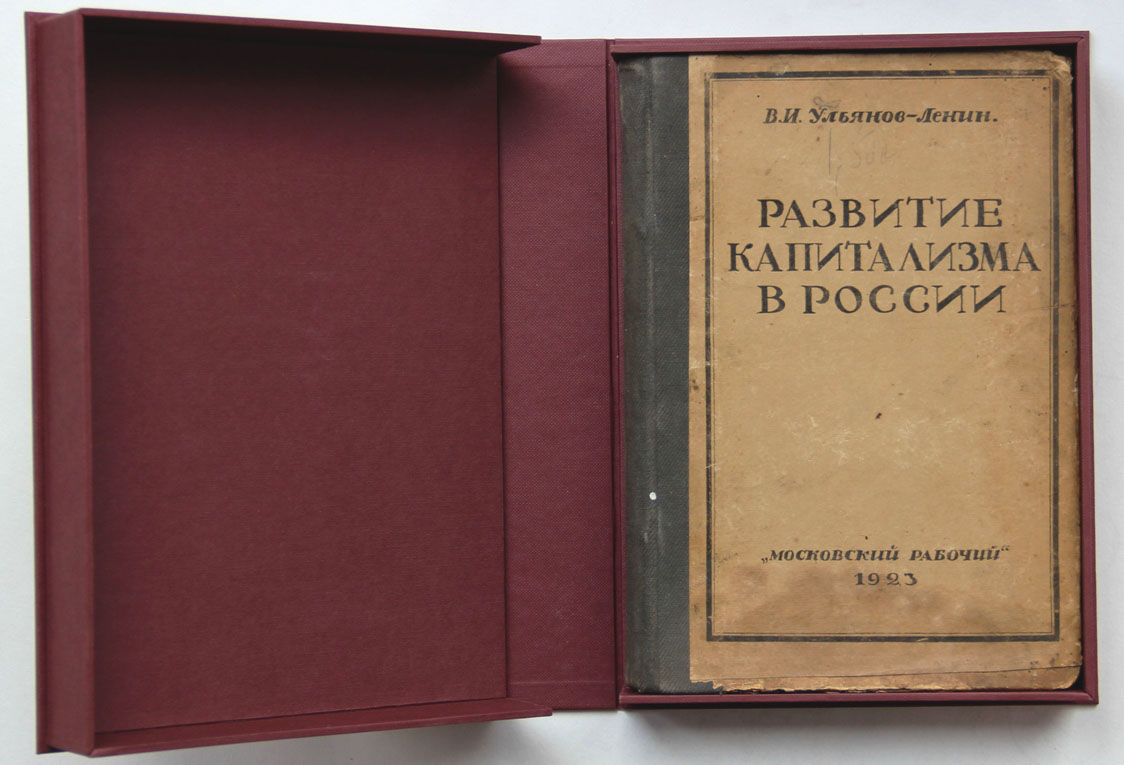 В.И. Ульянов-Ленин.
РАЗВИТИЕ
КАПИТАЛИЗМА
В РОССИИ
„МОСКОВСКИЙ РАБОЧИЙ“
1923